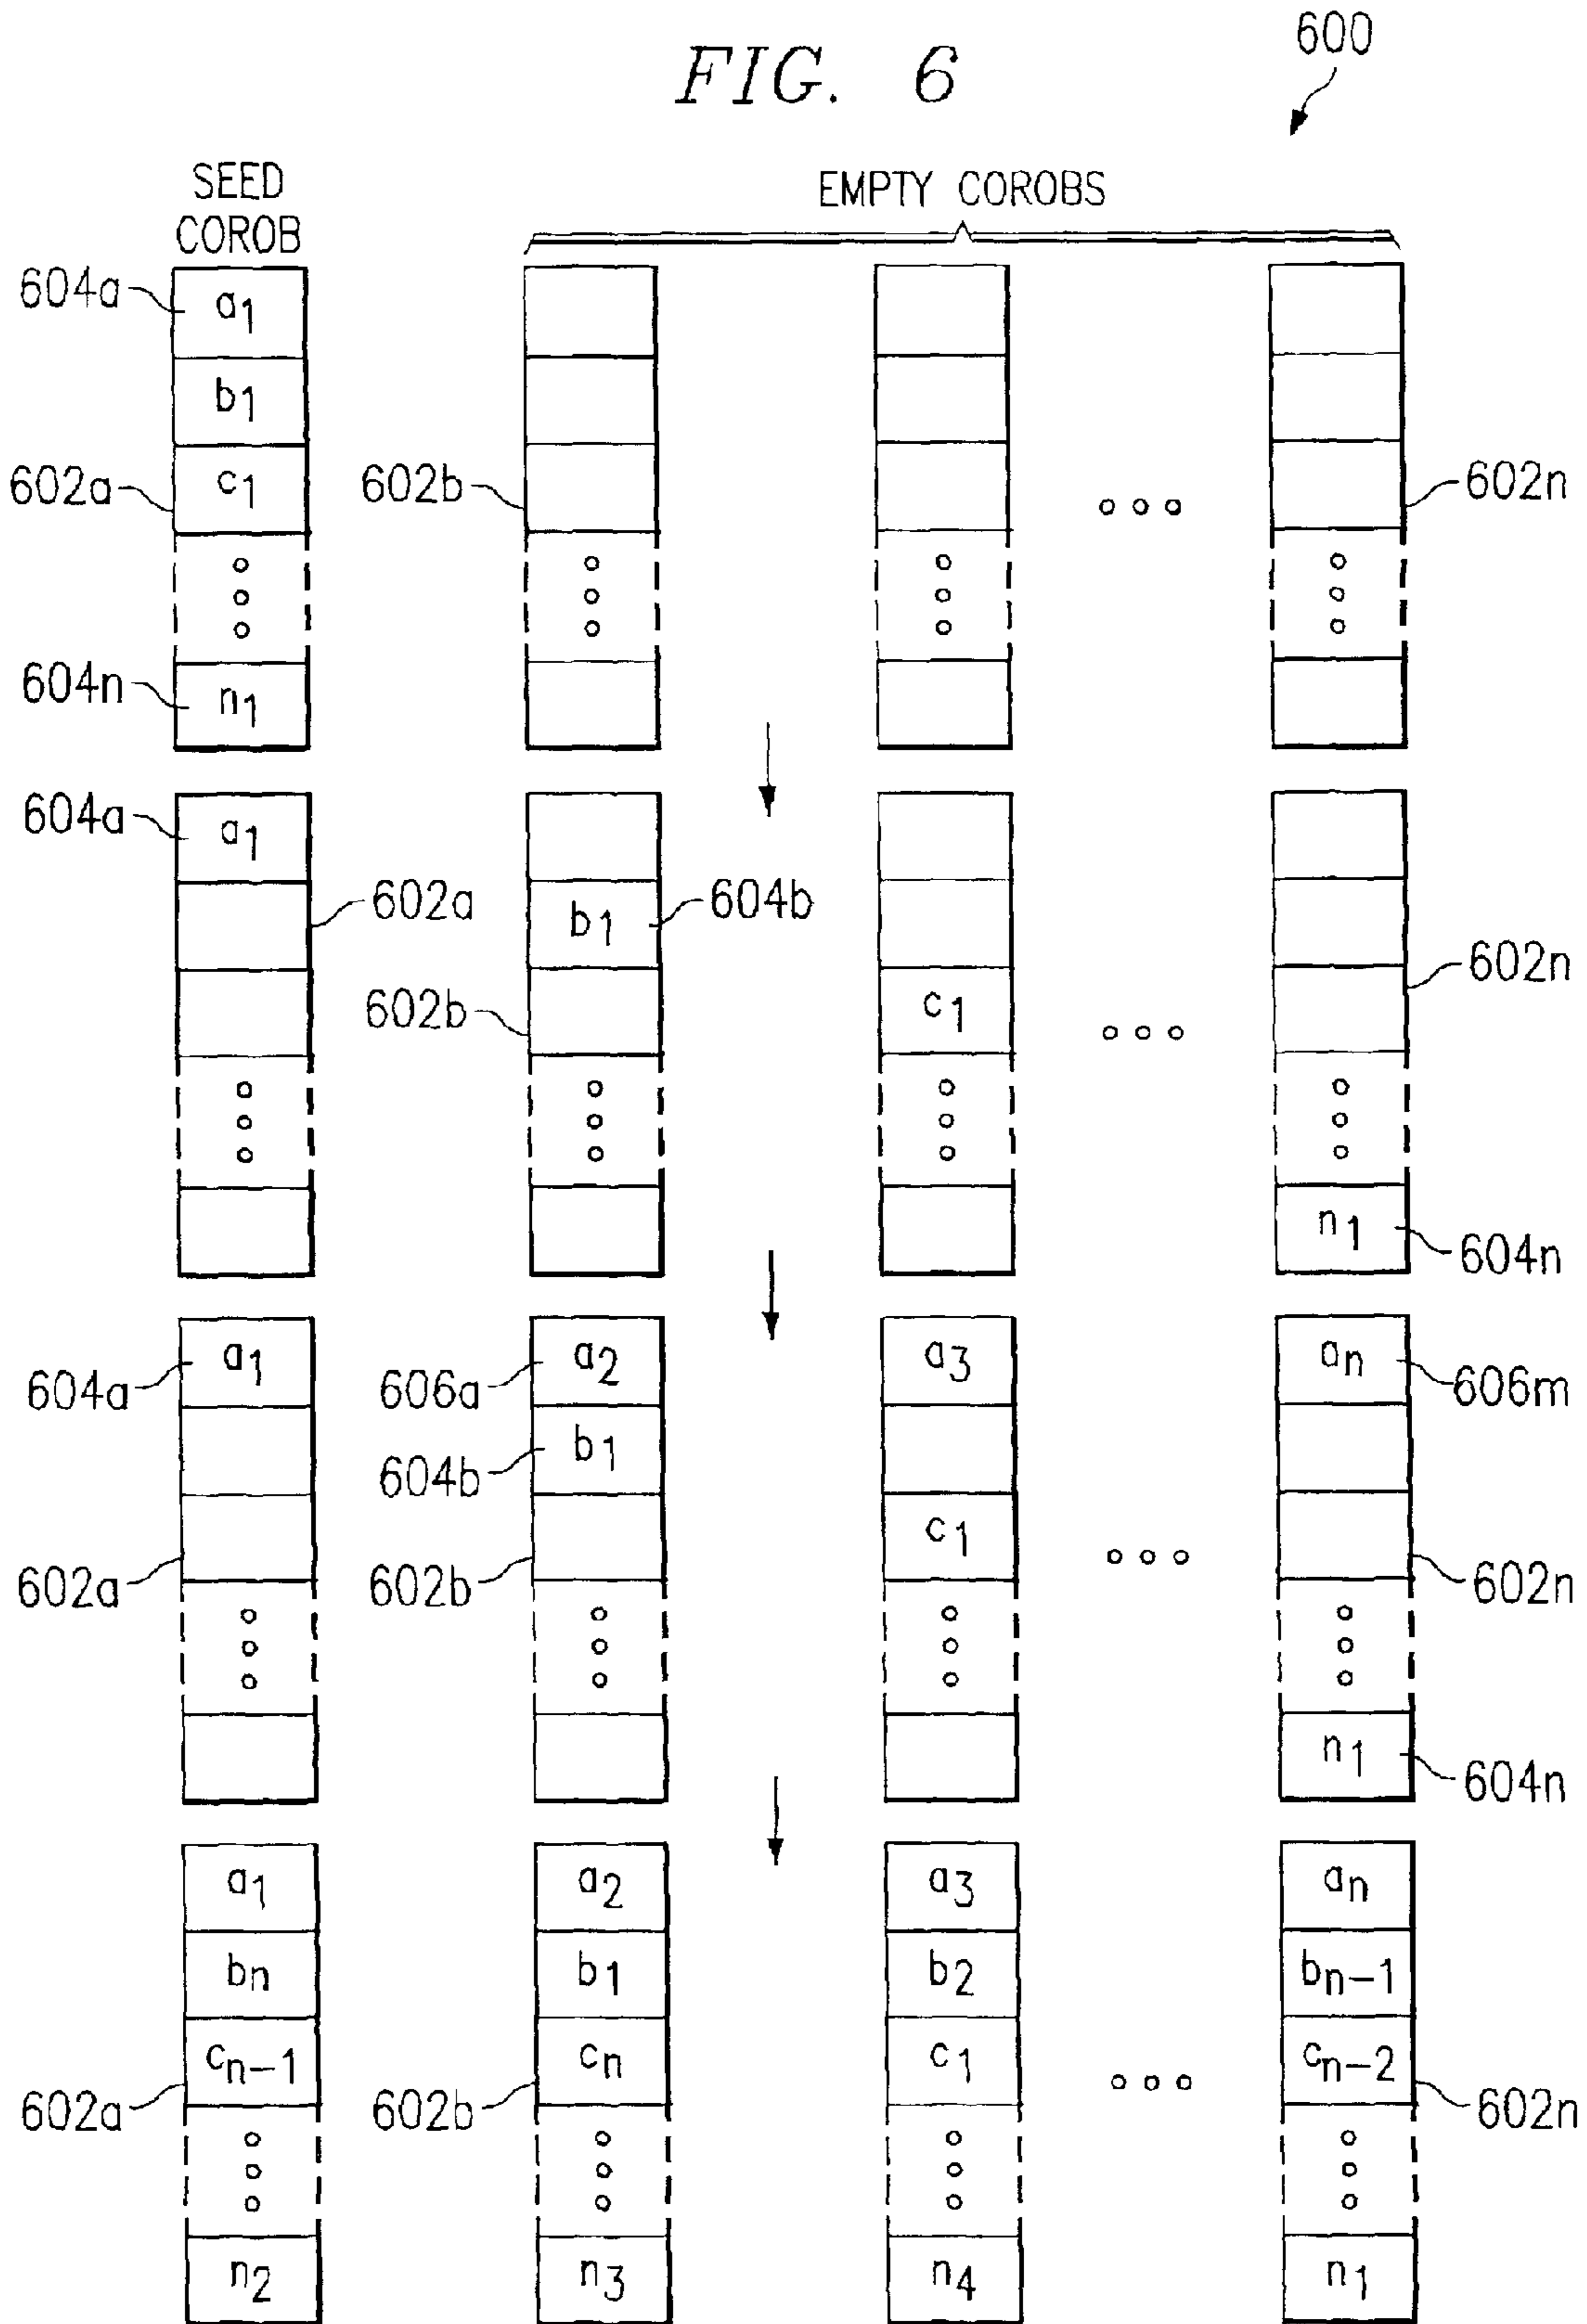 FIG. 6
600
SEED
COROB
EMPTY COROBS
604a
a1
b1
602a
c1
602b
602n
604n
n1
604a
a1
602a
b1
604b
602n
602b
c1
n1
604n
604a
a1
606a
a2
a3
an
606m
604b
b1
c1
602a
602b
602n
n1
604n
a1
a2
a3
an
bn
b1
b2
bn-1
cn-1
cn
c1
cn-2
602a
602b
602n
n2
n3
n4
n1